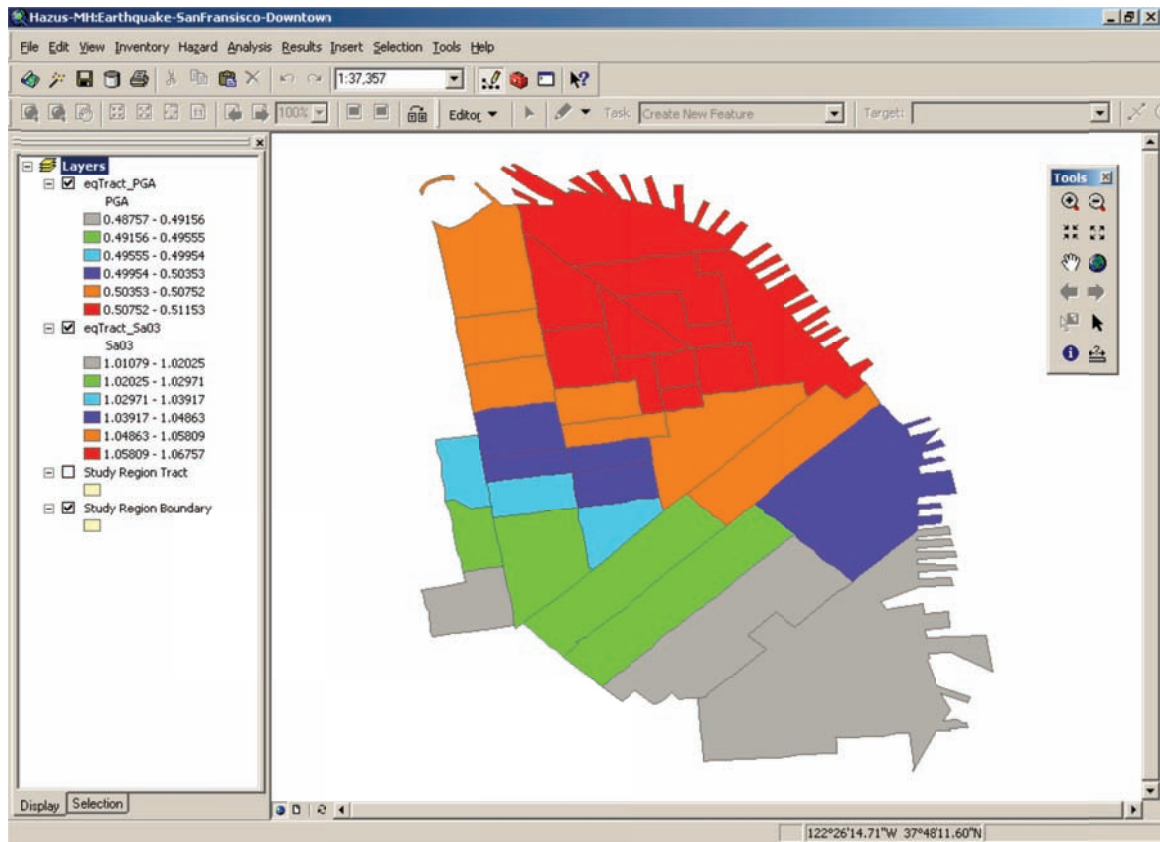 Hazus-MH:Earthquake-SanFransisco-Downtown
File Edit View Inventory Hazard Analysis Results Insert Selection Tools Help
1:37,357
100% Editor Task Create New Feature Target:
Layers
eqTract_PGA
PGA
0.48757 - 0.49156
0.49156 - 0.49555
0.49555 - 0.49954
0.49954 - 0.50353
0.50353 - 0.50752
0.50752 - 0.51153
eqTract_Sa03
Sa03
1.01079 - 1.02025
1.02025 - 1.02971
1.02971 - 1.03917
1.03917 - 1.04863
1.04863 - 1.05809
1.05809 - 1.06757
Study Region Tract
Study Region Boundary
Tools
Display Selection
122°26'14.71"W 37°48'11.60"N